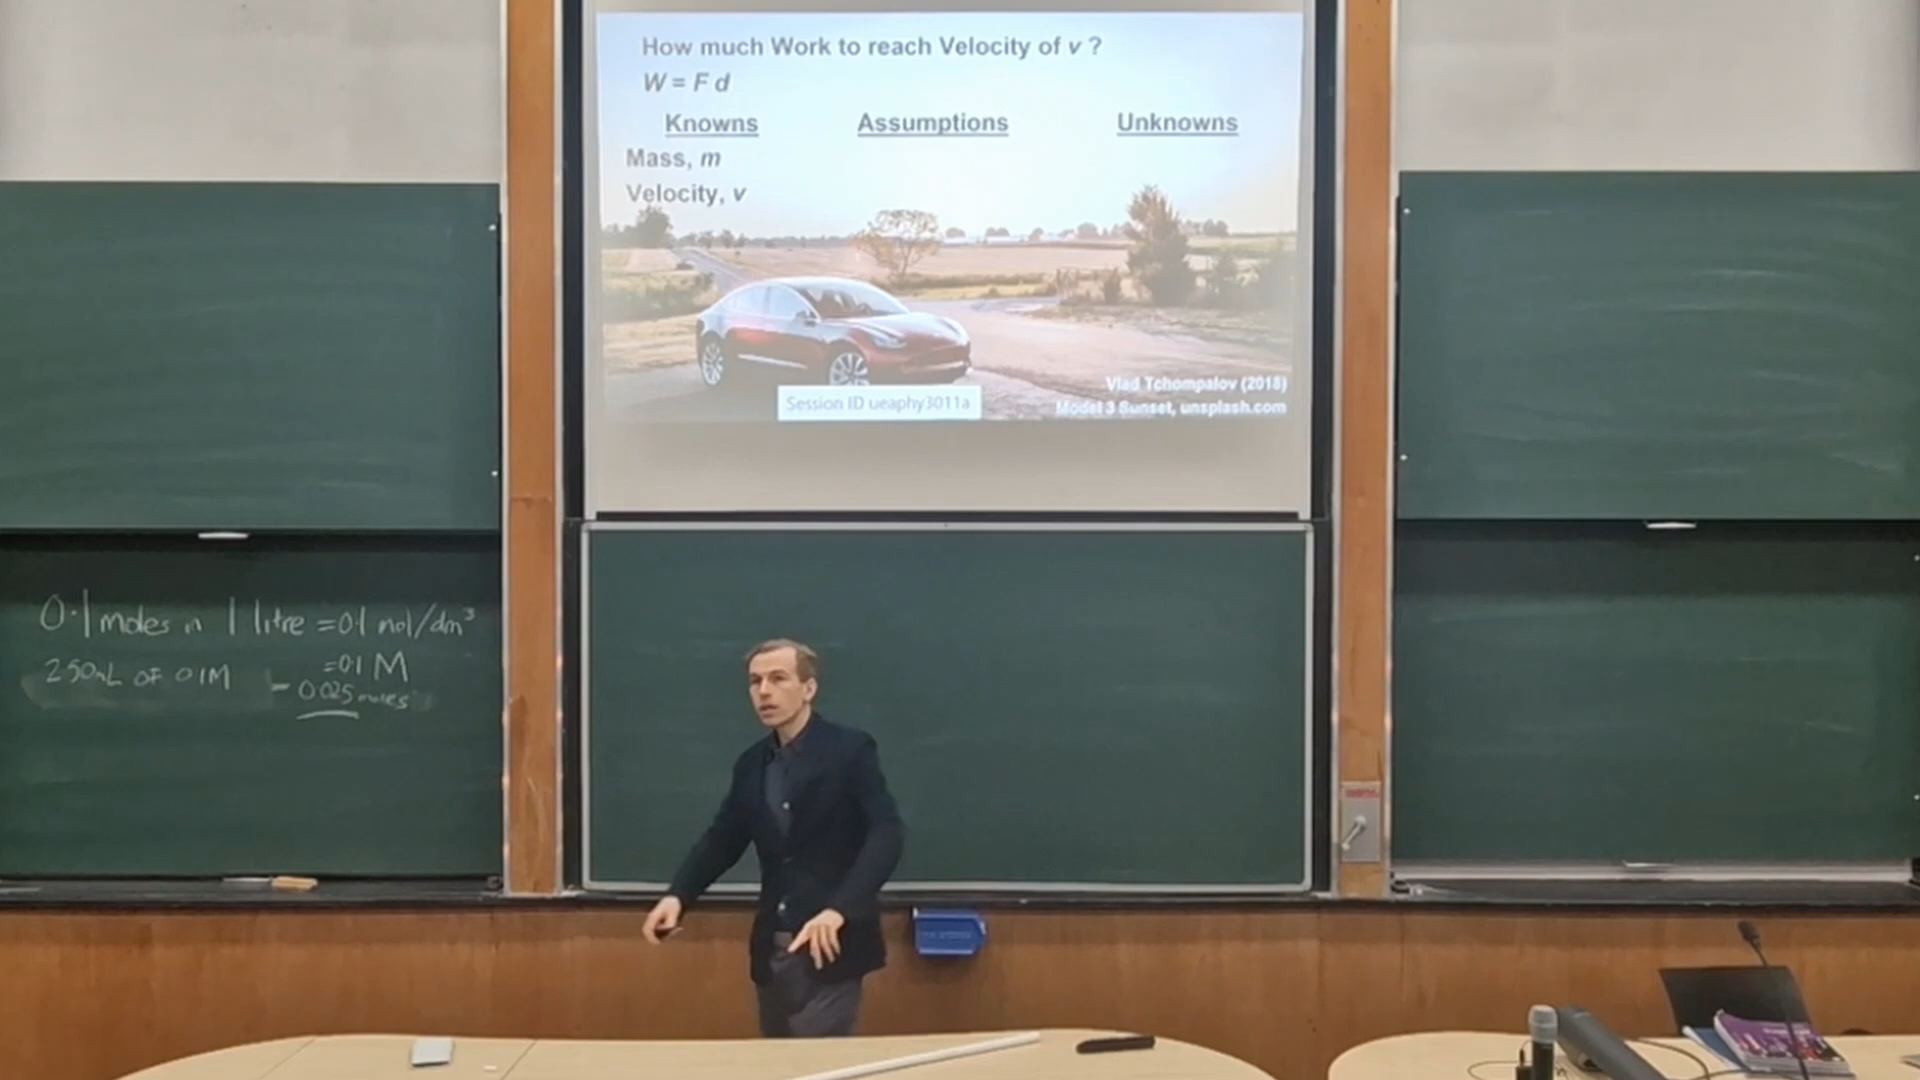 How much Work to reach Velocity of v ?
W = F d
Knowns Assumptions Unknowns
Mass, m
Velocity, v
Vlad Tchompalov (2018)
Model 3 Sunset, unsplash.com
Session ID ueaphy3011a
0.1 moles in 1 litre = 0.1 mol/dm³
= 0.1 M
250mL OF 0.1M = 0.025 moles